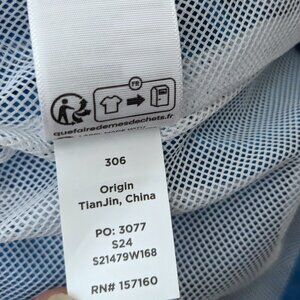 FR
quefairedemesdechets.fr
306
Origin
TianJin, China
PO: 3077
S24
S21479W168
RN# 157160